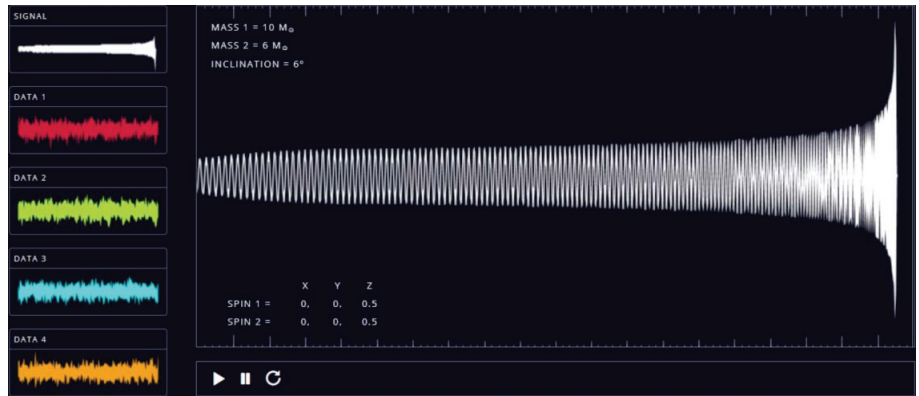 SIGNAL
DATA 1
DATA 2
DATA 3
DATA 4
MASS 1 = 10 M⊙
MASS 2 = 6 M⊙
INCLINATION = 6°
X Y Z
SPIN 1 = 0, 0, 0.5
SPIN 2 = 0, 0, 0.5